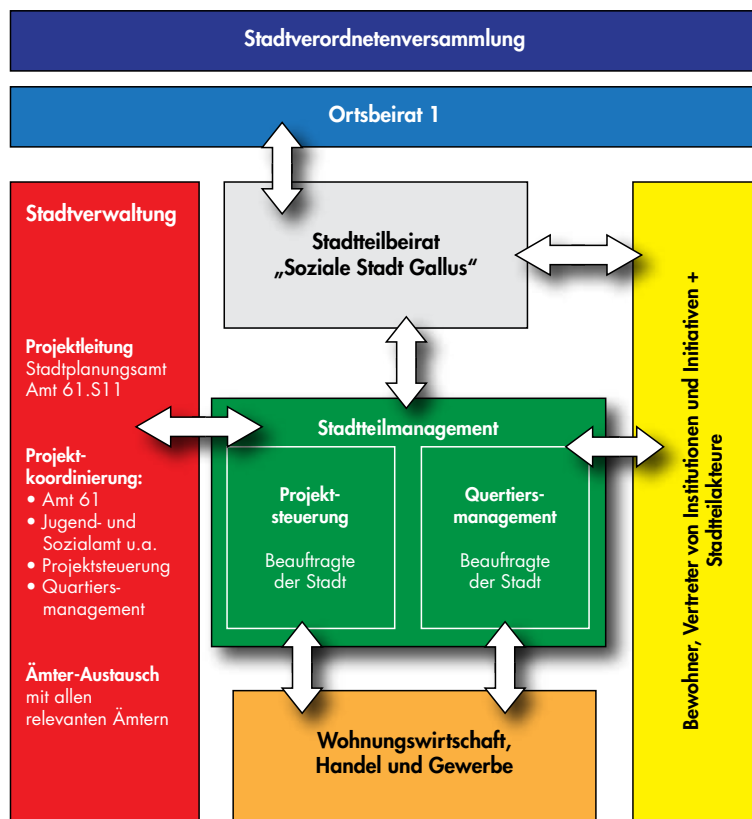 Stadtverordnetenversammlung
Ortsbeirat 1
Stadtverwaltung
Projektleitung
Stadtplanungsamt
Amt 61.S11
Projekt-
koordinierung:
• Amt 61
• Jugend- und
Sozialamt u.a.
• Projektsteuerung
• Quartiers-
management
Ämter-Austausch
mit allen
relevanten Ämtern
Stadtteilbeirat
„Soziale Stadt Gallus“
Stadtteilmanagement
Projekt-
steuerung
Beauftragte
der Stadt
Quertiers-
management
Beauftragte
der Stadt
Wohnungswirtschaft,
Handel und Gewerbe
Bewohner, Vertreter von Institutionen und Initiativen +
Stadtteilakteure